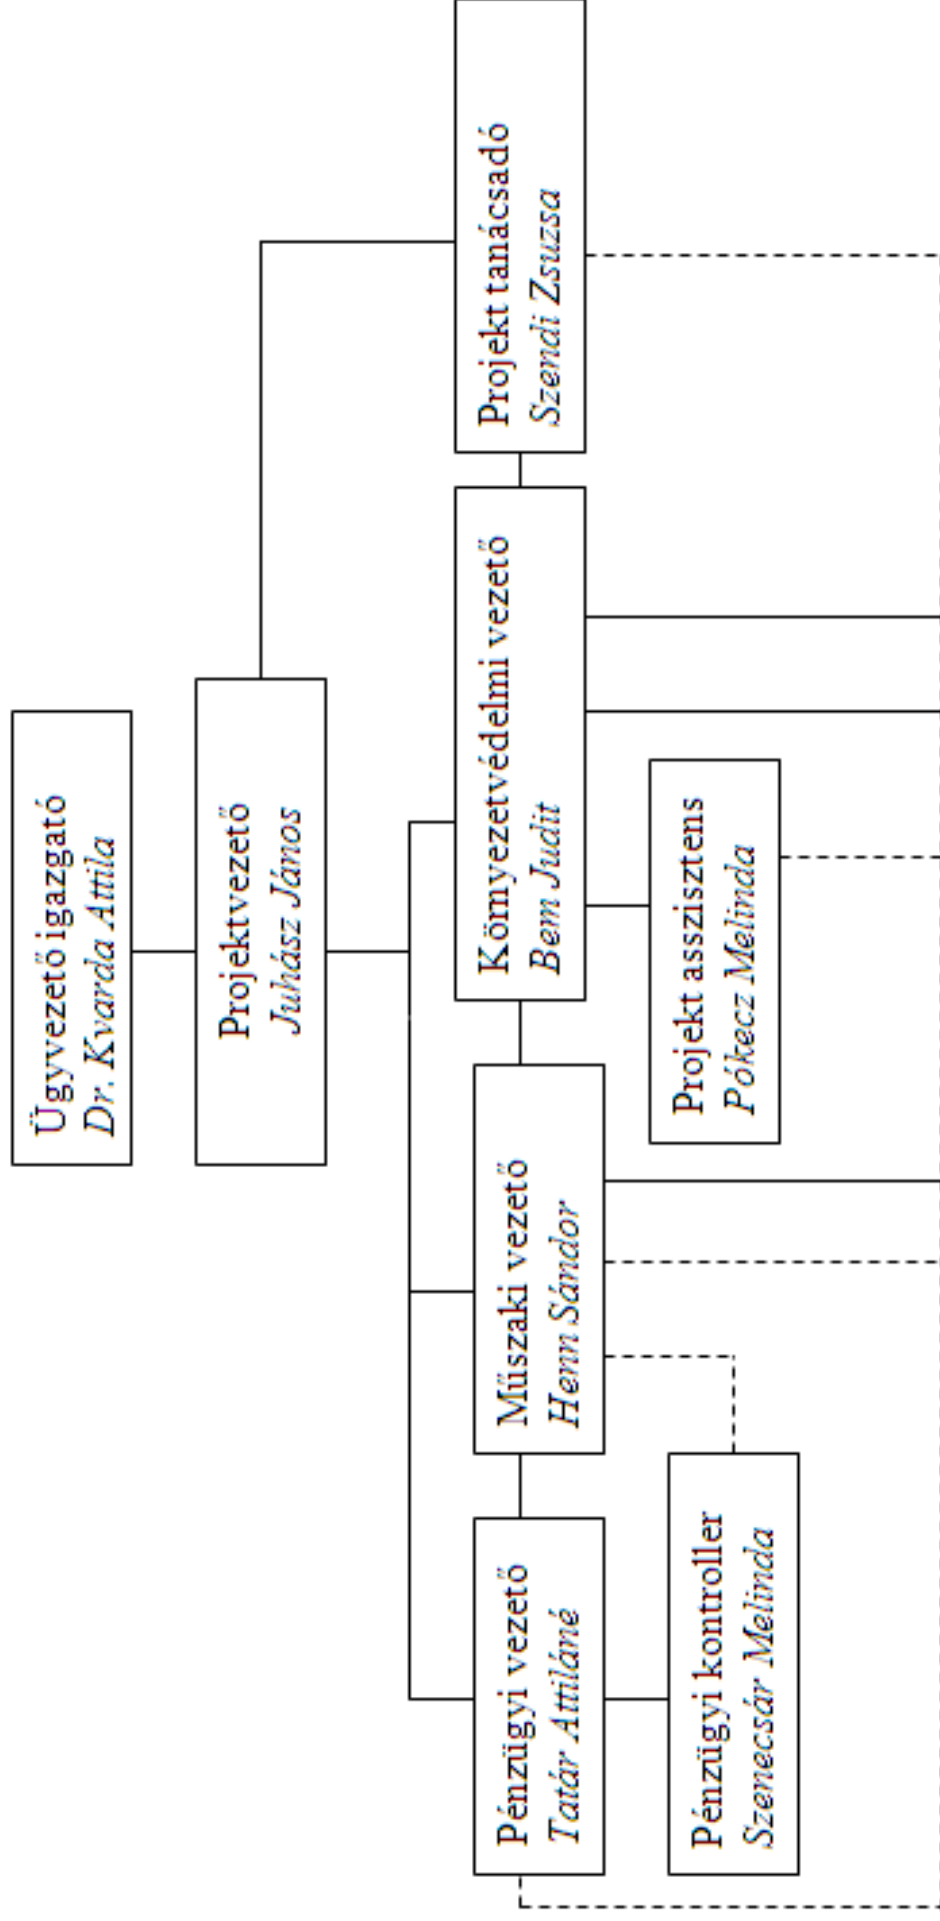 Ügyvezető igazgató
Dr. Kvarda Attila
Projektvezető
Juhász János
Pénzügyi vezető
Tatár Attiláné
Műszaki vezető
Henn Sándor
Környezetvédelmi vezető
Bem Judit
Projekt tanácsadó
Szendi Zsuzsa
Pénzügyi kontroller
Szenecsár Melinda
Projekt asszisztens
Pókecz Melinda